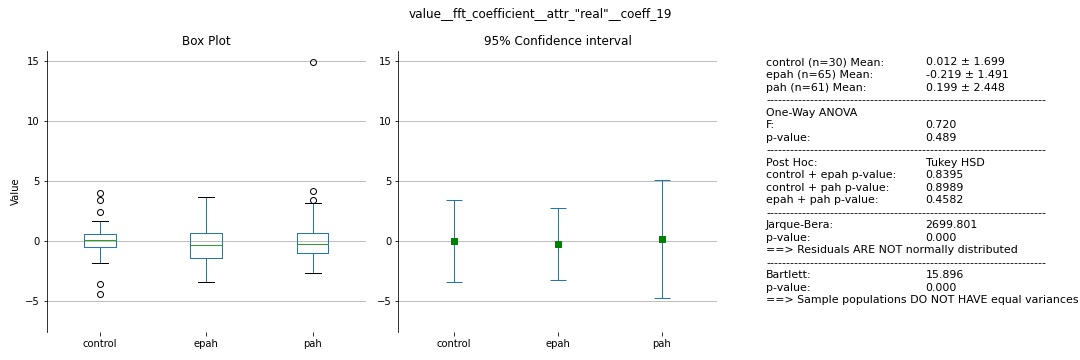 value__fft_coefficient__attr_"real"__coeff_19
Box Plot
15
10
5
0
−5
Value
control
epah
pah
95% Confidence interval
15
10
5
0
−5
control
epah
pah
control (n=30) Mean: 0.012 ± 1.699
epah (n=65) Mean: -0.219 ± 1.491
pah (n=61) Mean: 0.199 ± 2.448
One-Way ANOVA
F: 0.720
p-value: 0.489
Post Hoc: Tukey HSD
control + epah p-value: 0.8395
control + pah p-value: 0.8989
epah + pah p-value: 0.4582
Jarque-Bera: 2699.801
p-value: 0.000
==> Residuals ARE NOT normally distributed
Bartlett: 15.896
p-value: 0.000
==> Sample populations DO NOT HAVE equal variances